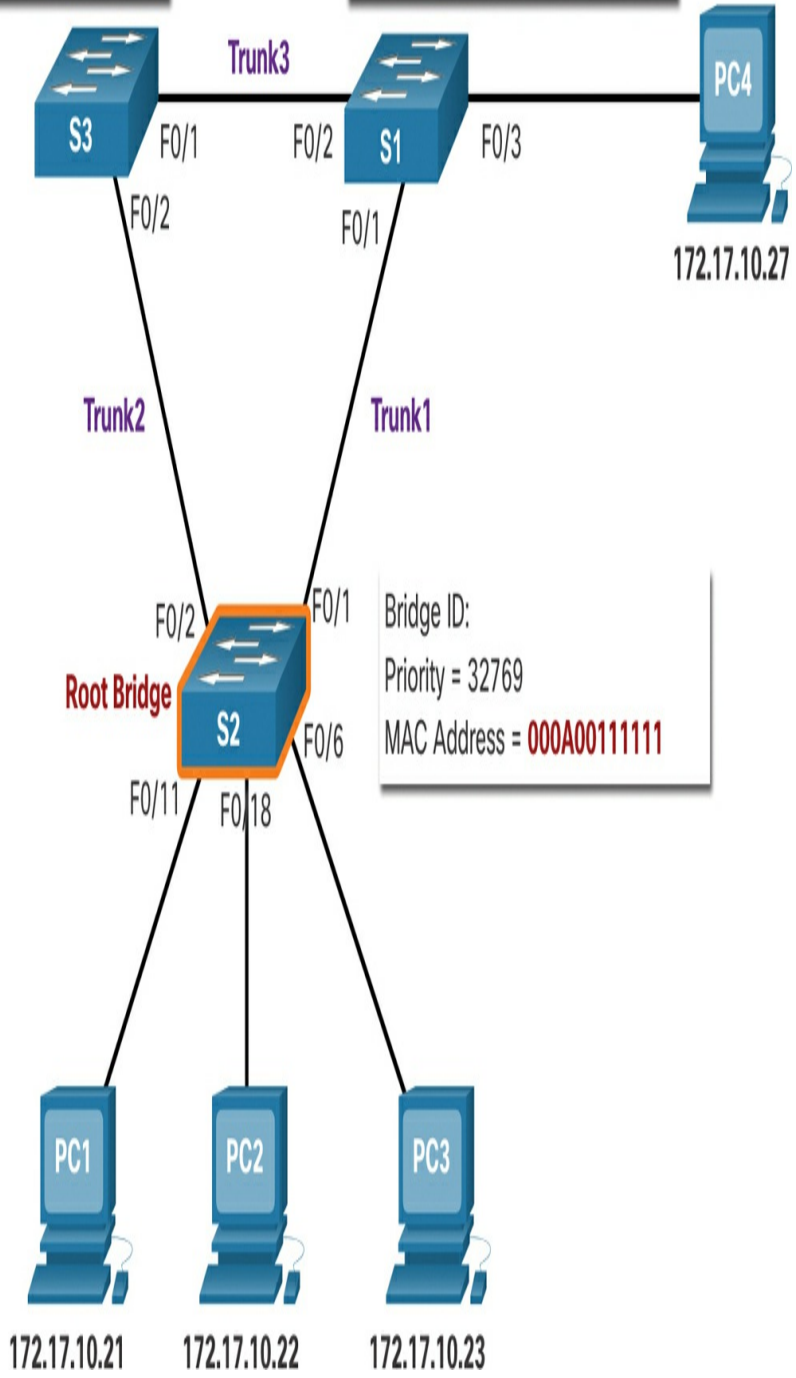 Trunk3
S3
S1
PC4
F0/1
F0/2
F0/3
F0/2
F0/1
172.17.10.27
Trunk2
Trunk1
F0/2
F0/1
Root Bridge
S2
F0/6
Bridge ID:
Priority = 32769
MAC Address = 000A00111111
F0/11
F0/18
PC1
PC2
PC3
172.17.10.21
172.17.10.22
172.17.10.23